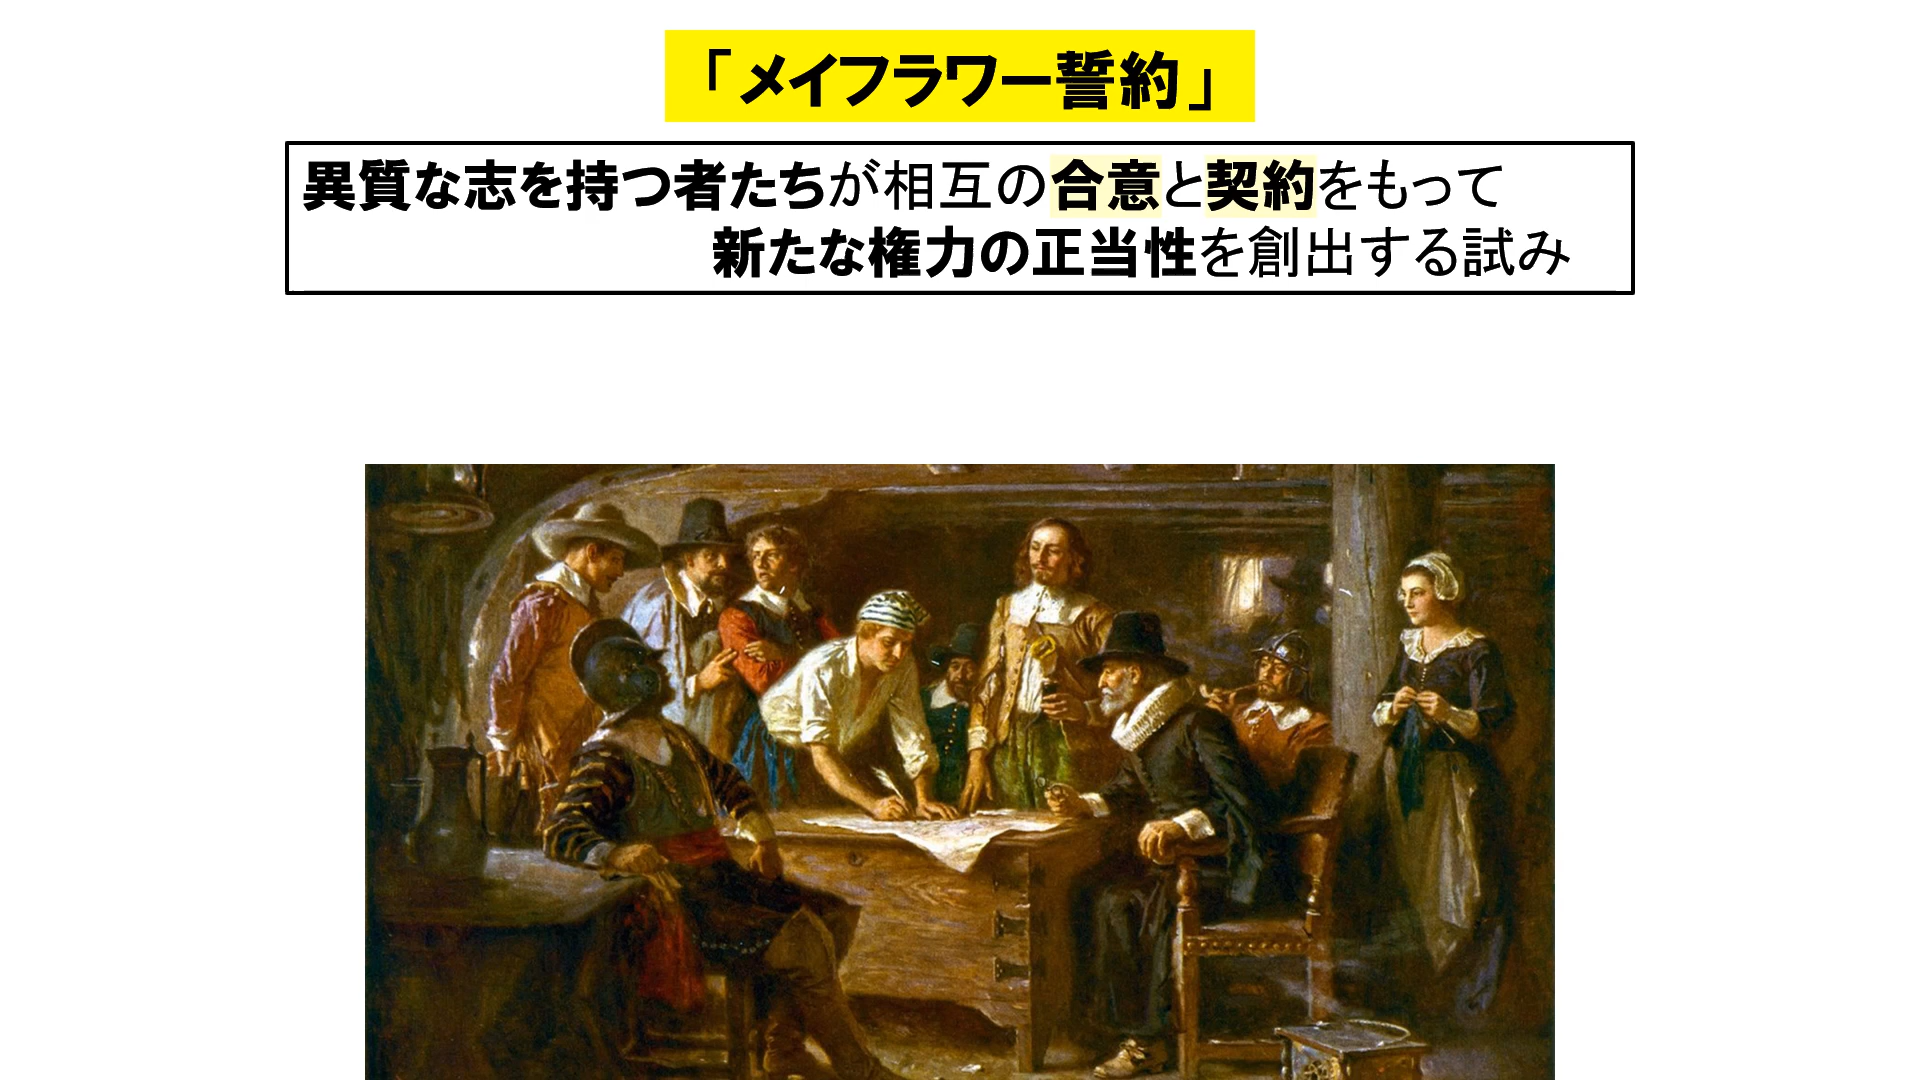 「メイフラワー誓約」
異質な志を持つ者たちが相互の合意と契約をもって
新たな権力の正当性を創出する試み